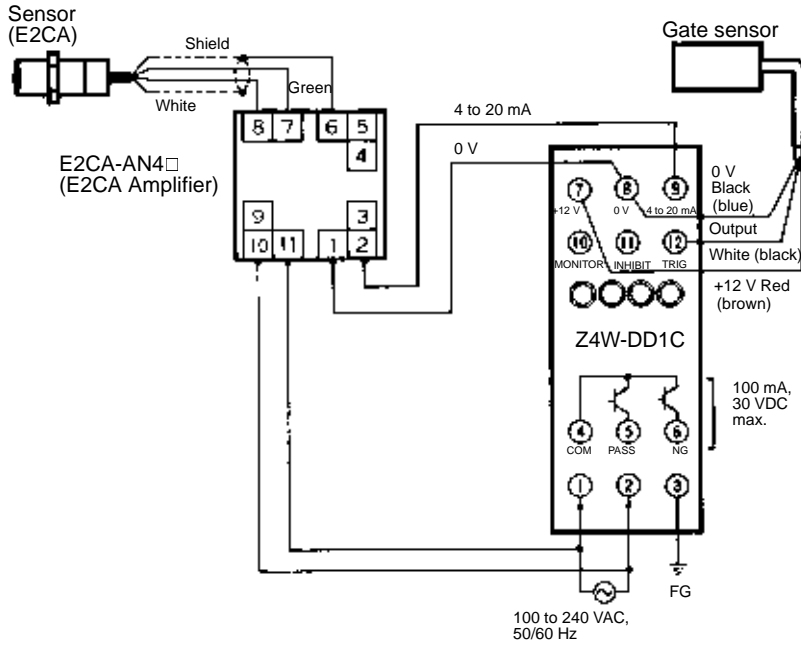 Sensor
(E2CA)
Shield
Green
White
8 7 6 5
4
9 3
10 11 1 2
E2CA-AN4□
(E2CA Amplifier)
4 to 20 mA
0 V
Gate sensor
0 V
Black
(blue)
Output
White (black)
+12 V Red
(brown)
7 8 9
+12 V 0 V 4 to 20 mA
10 11 12
MONITOR INHIBIT TRIG
Z4W-DD1C
100 mA,
30 VDC
max.
4 5 6
COM PASS NG
1 2 3
FG
100 to 240 VAC,
50/60 Hz